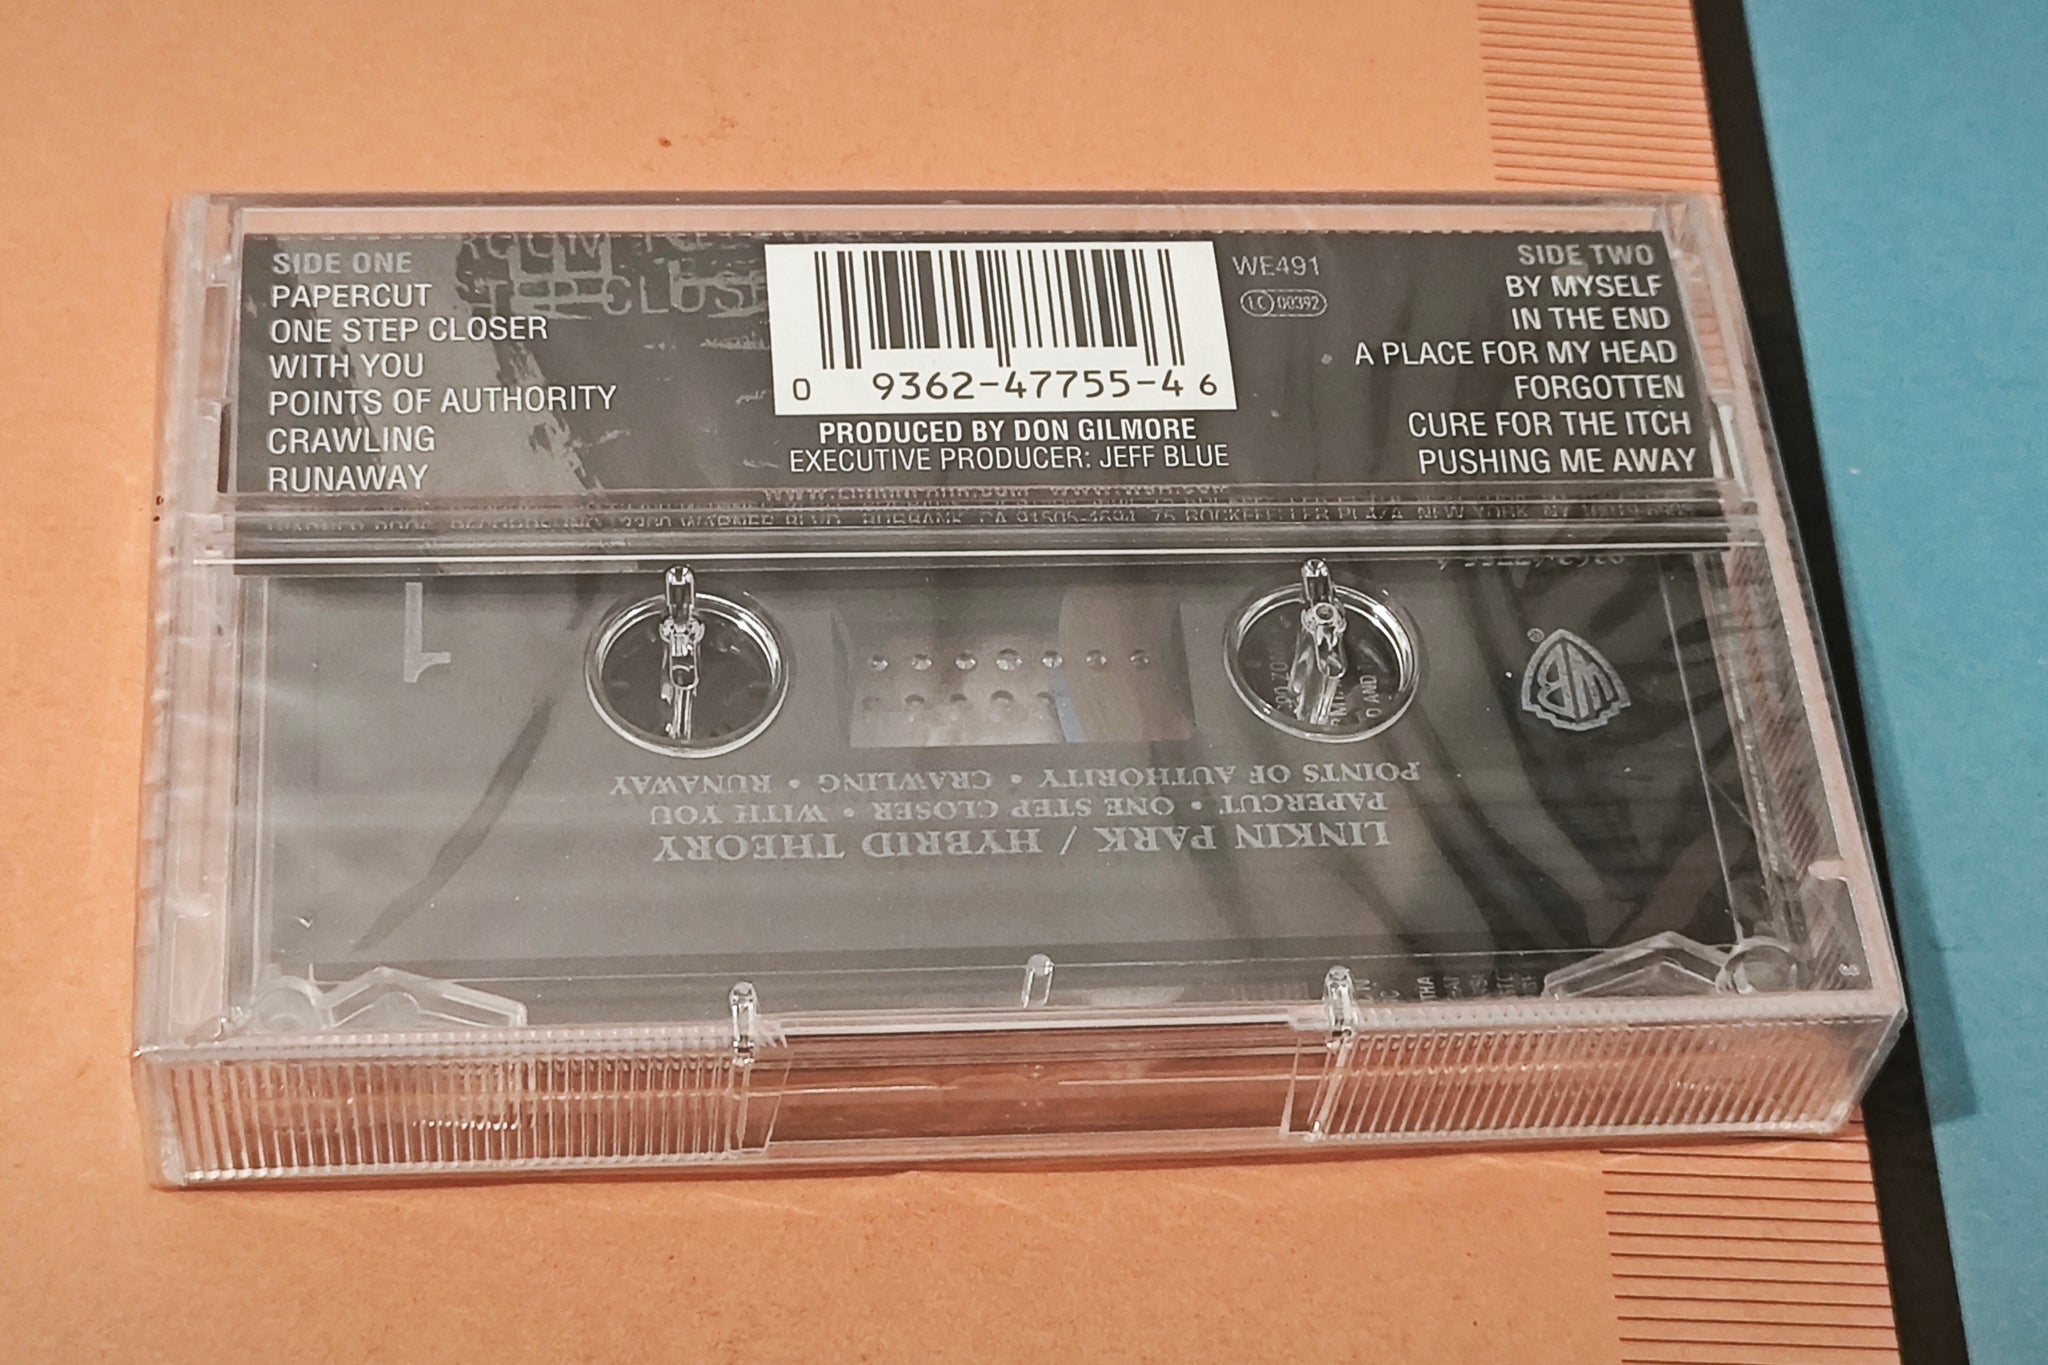 SIDE ONE
PAPERCUT
ONE STEP CLOSER
WITH YOU
POINTS OF AUTHORITY
CRAWLING
RUNAWAY
0 9362-47755-4 6
PRODUCED BY DON GILMORE
EXECUTIVE PRODUCER: JEFF BLUE
WE491
LC 00392
SIDE TWO
BY MYSELF
IN THE END
A PLACE FOR MY HEAD
FORGOTTEN
CURE FOR THE ITCH
PUSHING ME AWAY
1
LINKIN PARK / HYBRID THEORY
PAPERCUT • ONE STEP CLOSER • WITH YOU
POINTS OF AUTHORITY • CRAWLING • RUNAWAY
WB
®